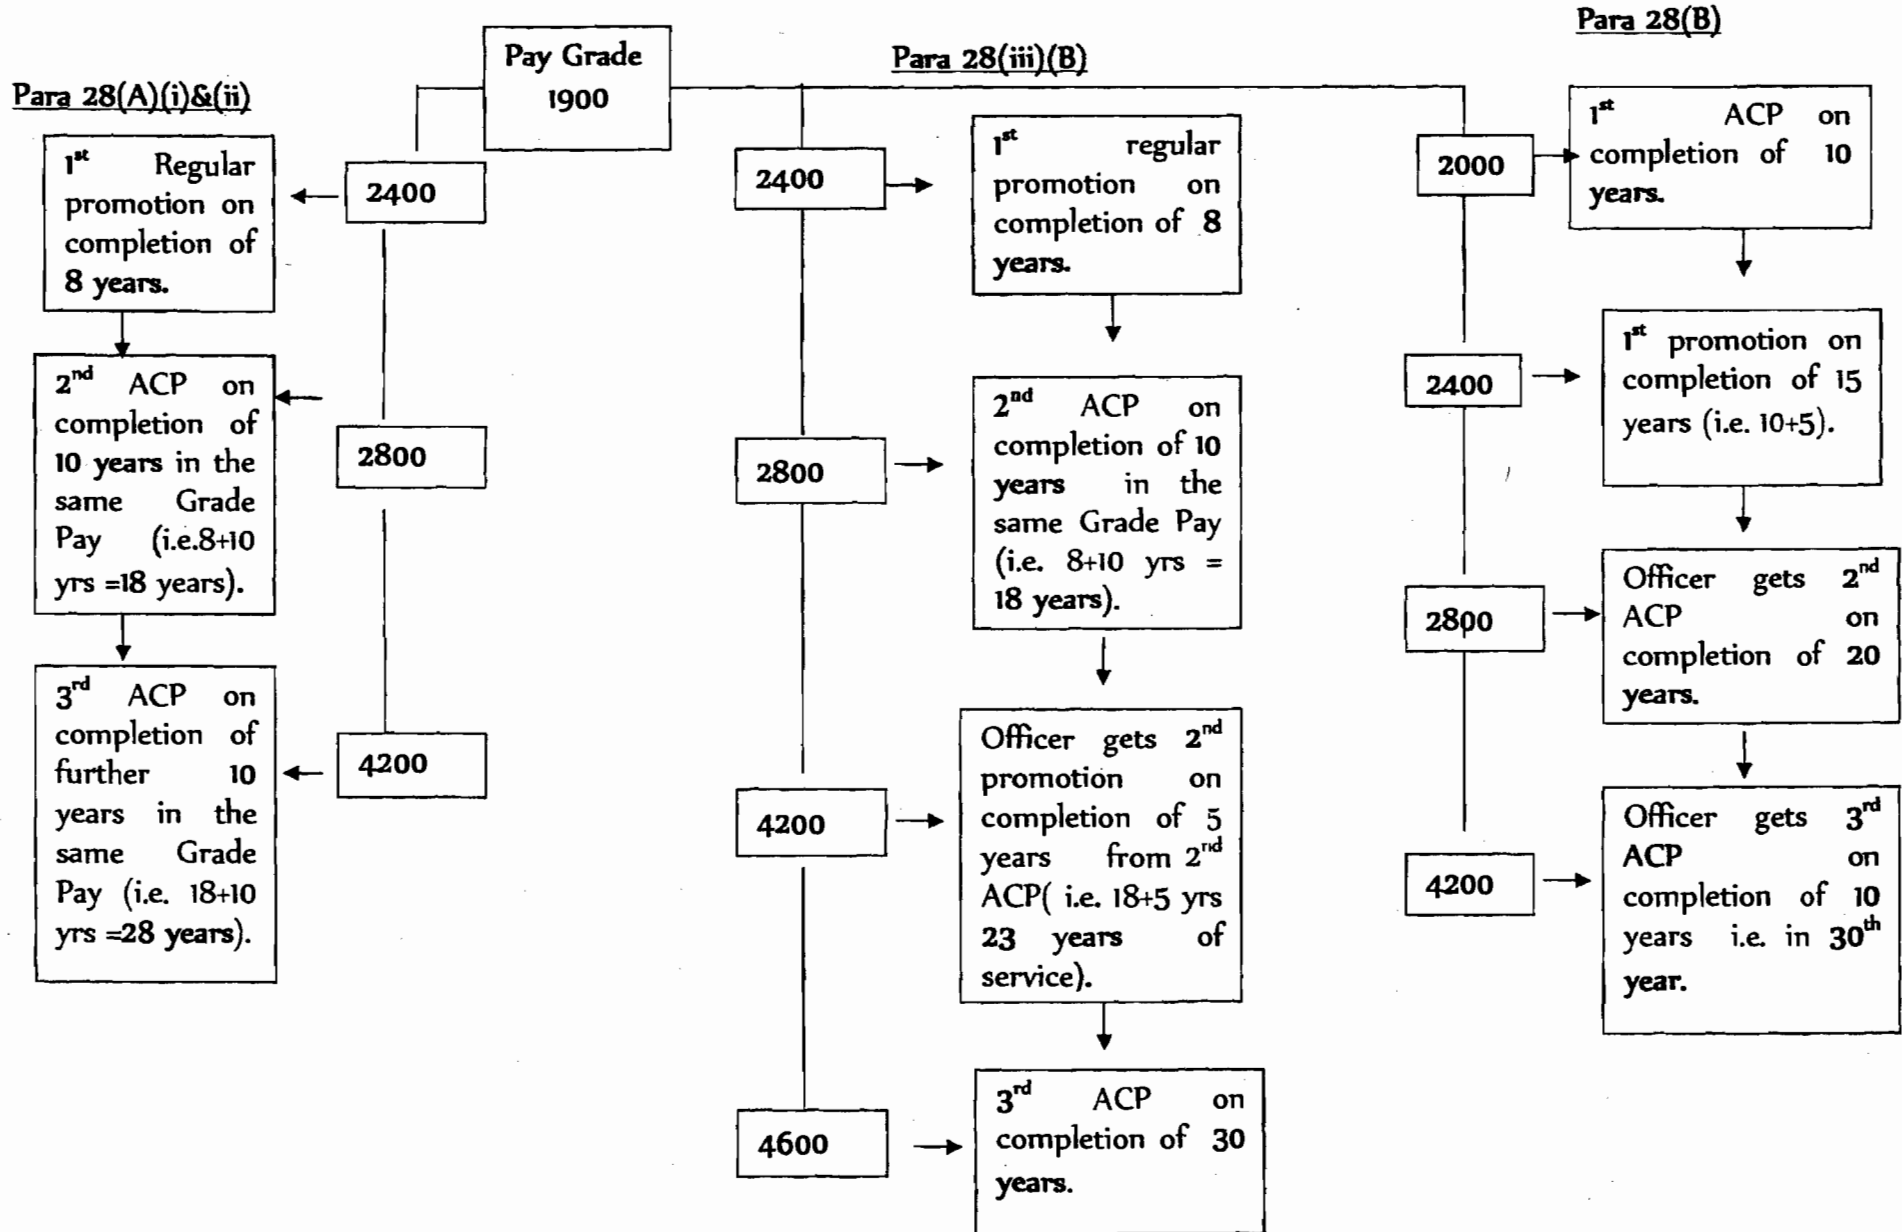 Para 28(A)(i)&(ii)
1st Regular
promotion on
completion of
8 years.
2nd ACP on
completion of
10 years in the
same Grade
Pay (i.e.8+10
yrs =18 years).
3rd ACP on
completion of
further 10
years in the
same Grade
Pay (i.e. 18+10
yrs =28 years).
2400
2800
4200
Pay Grade
1900
Para 28(iii)(B)
2400
2800
4200
4600
1st regular
promotion on
completion of 8
years.
2nd ACP on
completion of 10
years in the
same Grade Pay
(i.e. 8+10 yrs =
18 years).
Officer gets 2nd
promotion on
completion of 5
years from 2nd
ACP( i.e. 18+5 yrs
23 years of
service).
3rd ACP on
completion of 30
years.
Para 28(B)
2000
2400
2800
4200
1st ACP on
completion of 10
years.
1st promotion on
completion of 15
years (i.e. 10+5).
Officer gets 2nd
ACP on
completion of 20
years.
Officer gets 3rd
ACP on
completion of 10
years i.e. in 30th
year.